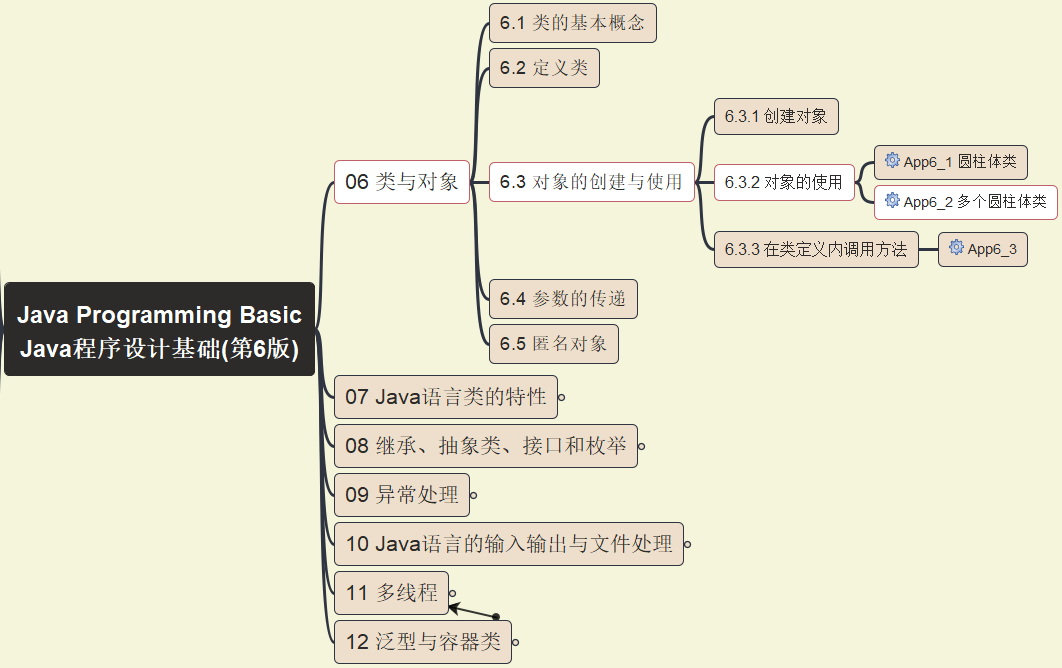 Java Programming Basic
Java程序设计基础(第6版)
06 类与对象
6.1 类的基本概念
6.2 定义类
6.3 对象的创建与使用
6.3.1 创建对象
6.3.2 对象的使用
App6_1 圆柱体类
App6_2 多个圆柱体类
6.3.3 在类定义内调用方法
App6_3
6.4 参数的传递
6.5 匿名对象
07 Java语言类的特性
08 继承、抽象类、接口和枚举
09 异常处理
10 Java语言的输入输出与文件处理
11 多线程
12 泛型与容器类